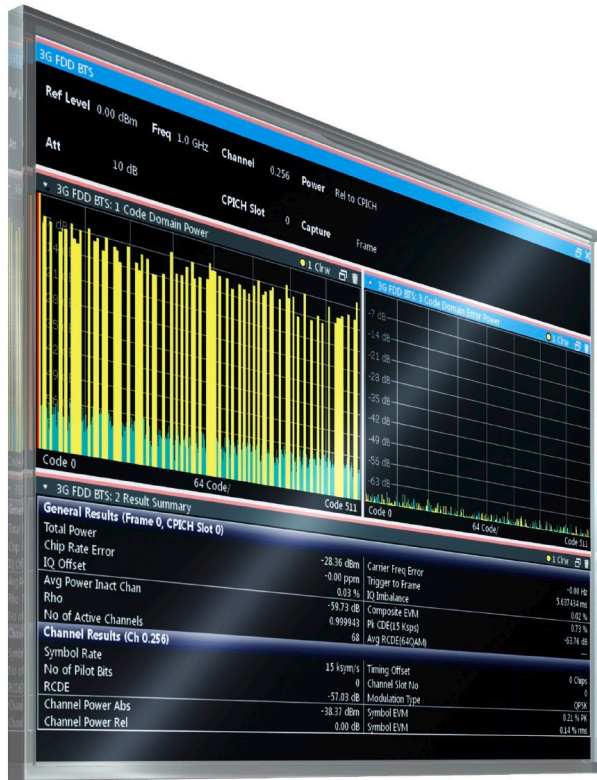 3G FDD BTS
Ref Level 0.00 dBm Freq 1.0 GHz Channel 0.256 Power Rel to CPICH
Att 10 dB CPICH Slot 0 Capture Frame
3G FDD BTS: 1 Code Domain Power 1 Clrw
Code 0 64 Code/ Code 511
3G FDD BTS: 3 Code Domain Error Power 1 Clrw
-7 dB
-14 dB
-21 dB
-28 dB
-35 dB
-42 dB
-49 dB
-56 dB
-63 dB
Code 0 64 Code/ Code 511
3G FDD BTS: 2 Result Summary 1 Clrw
General Results (Frame 0, CPICH Slot 0)
Total Power -28.36 dBm Carrier Freq Error -0.00 Hz
Chip Rate Error -0.00 ppm Trigger to Frame 5.637434 ms
IQ Offset 0.03 % IQ Imbalance 0.02 %
Avg Power Inact Chan -59.73 dB Composite EVM 0.73 %
Rho 0.999943 Pk CDE(15 Ksps) -63.76 dB
No of Active Channels 68 Avg RCDE(64QAM) ---
Channel Results (Ch 0.256)
Symbol Rate 15 ksym/s Timing Offset 0 Chips
No of Pilot Bits 0 Channel Slot No 0
RCDE -57.03 dB Modulation Type QPSK
Channel Power Abs -38.37 dBm Symbol EVM 0.21 % PK
Channel Power Rel 0.00 dB Symbol EVM 0.14 % rms